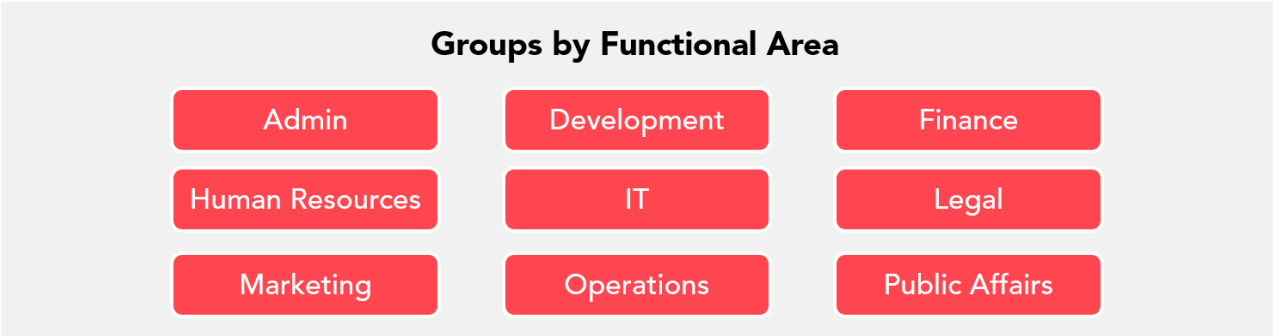 Groups by Functional Area
Admin
Development
Finance
Human Resources
IT
Legal
Marketing
Operations
Public Affairs